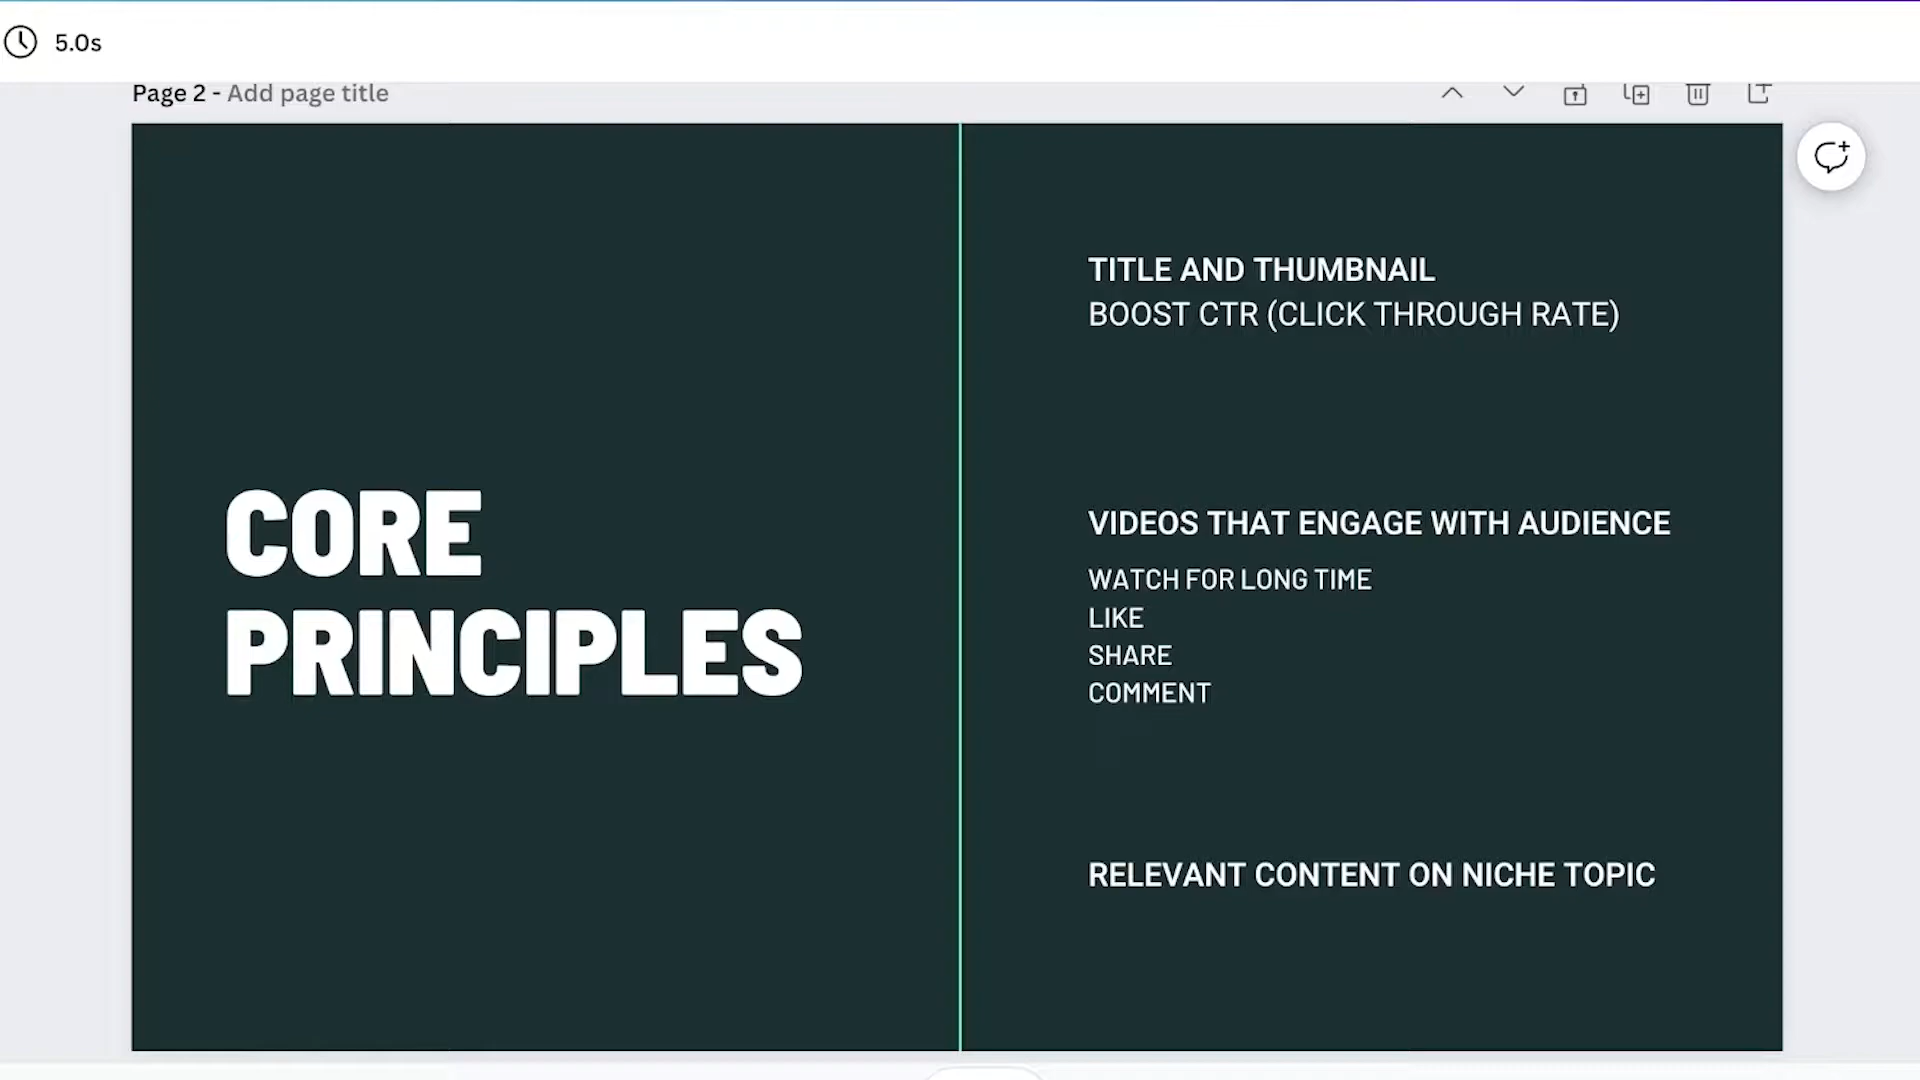 5.0s
Page 2 - Add page title
CORE
PRINCIPLES
TITLE AND THUMBNAIL
BOOST CTR (CLICK THROUGH RATE)
VIDEOS THAT ENGAGE WITH AUDIENCE
WATCH FOR LONG TIME
LIKE
SHARE
COMMENT
RELEVANT CONTENT ON NICHE TOPIC